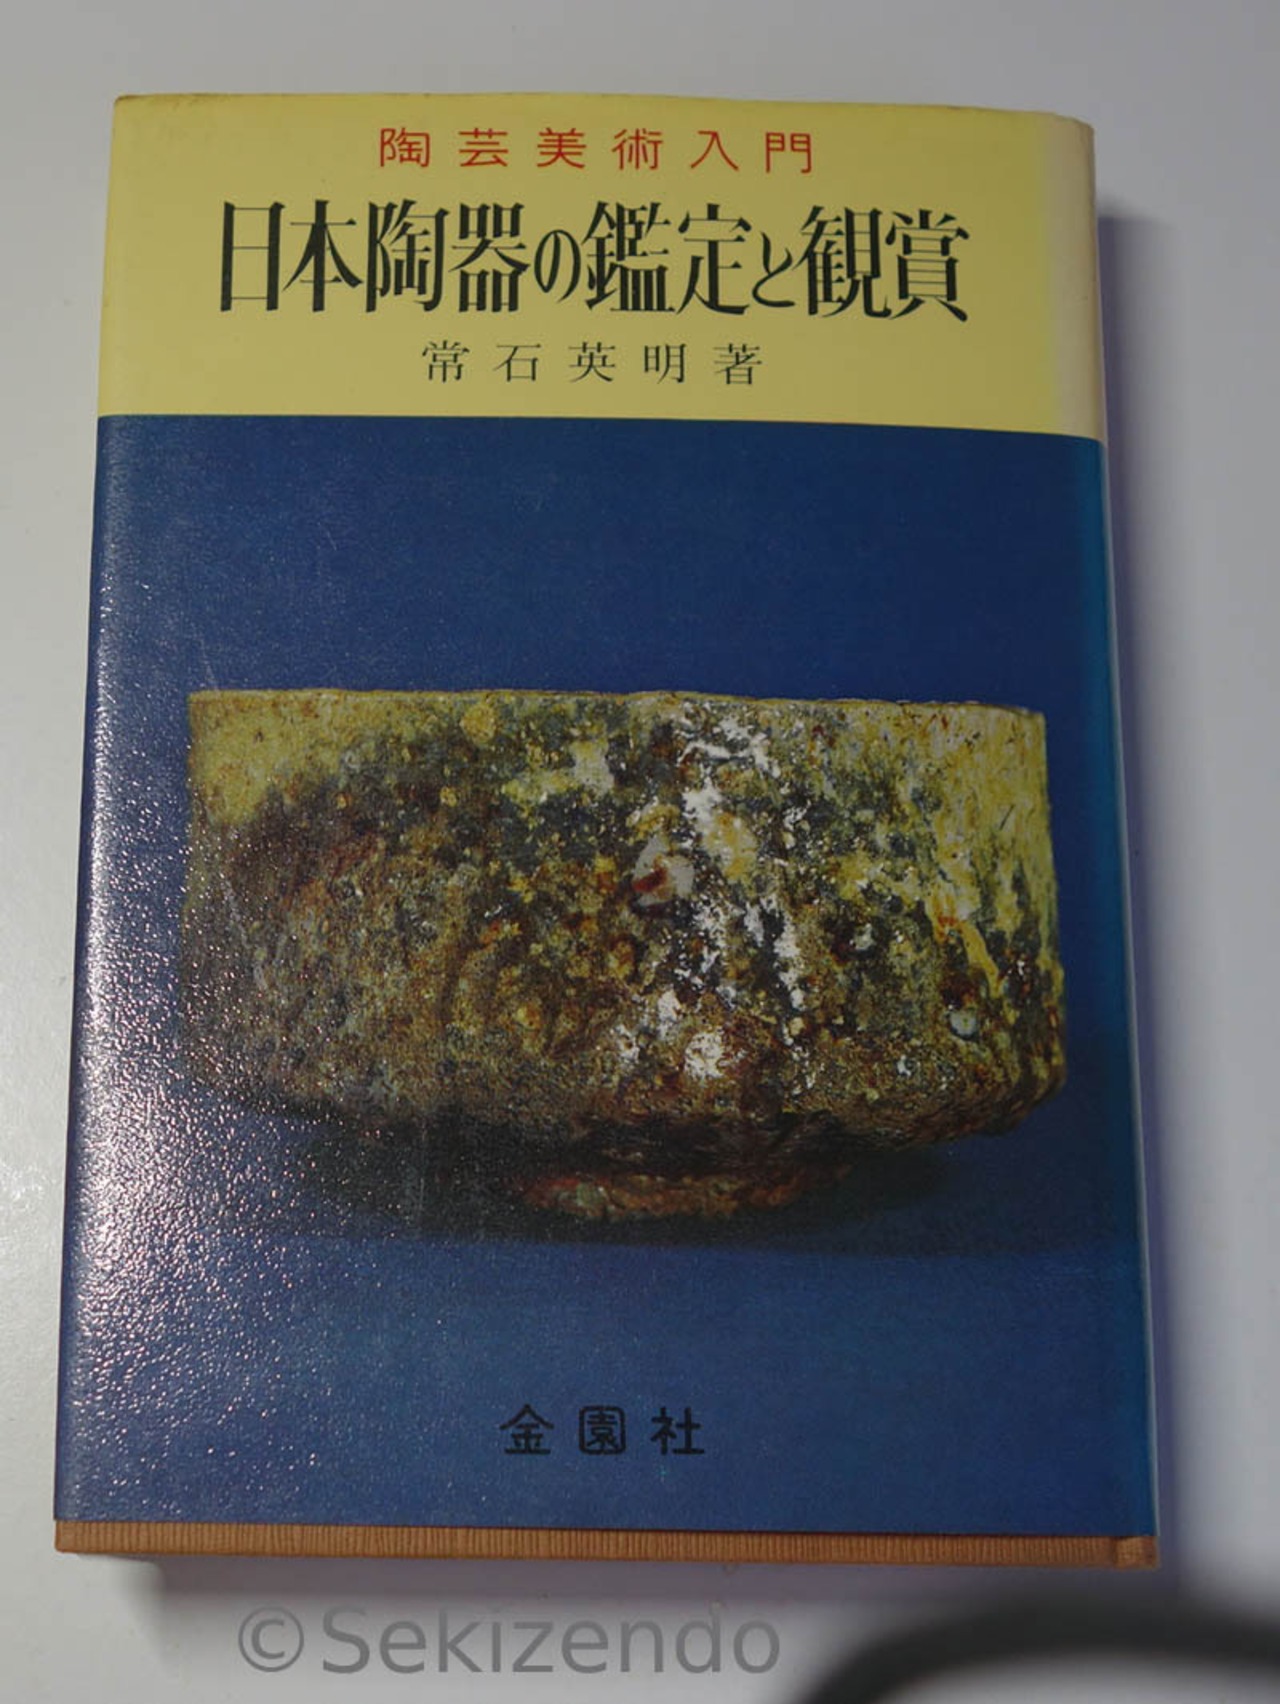 陶芸美術入門
日本陶器の鑑定と観賞
常石英明著
金園社
©Sekizendo